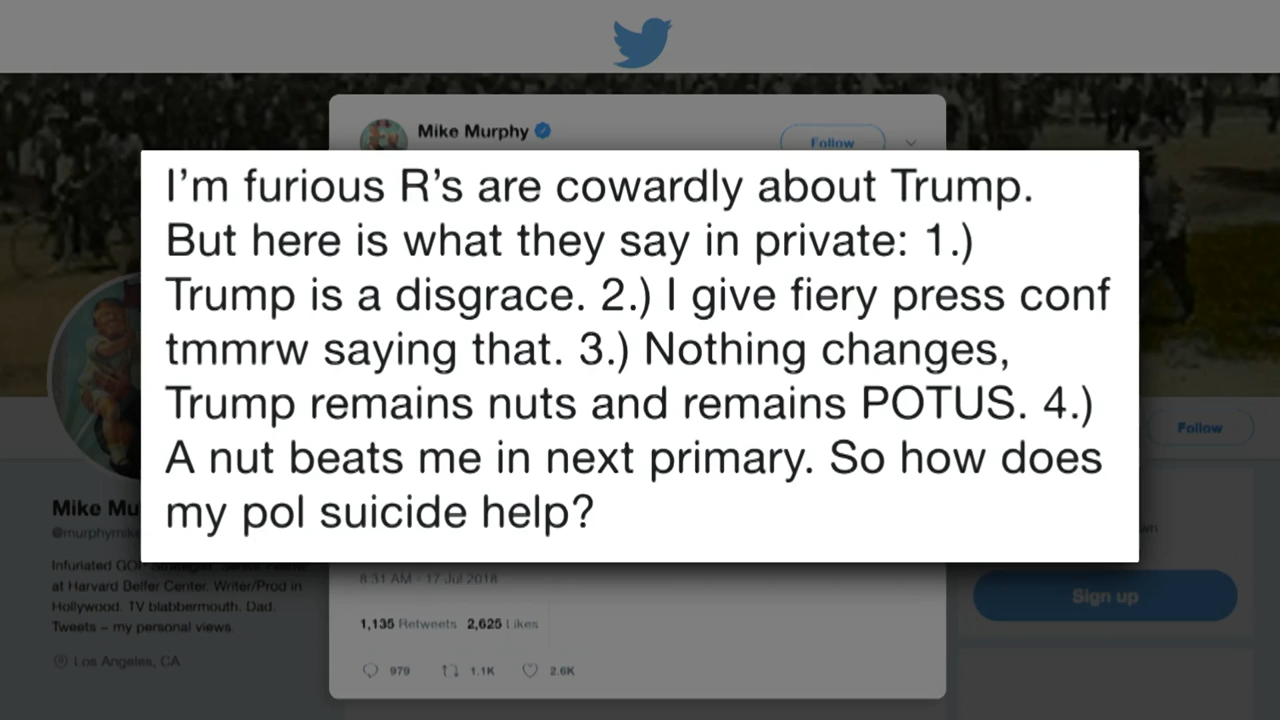 Mike Murphy
Follow
I'm furious R's are cowardly about Trump.
But here is what they say in private: 1.)
Trump is a disgrace. 2.) I give fiery press conf
tmmrw saying that. 3.) Nothing changes,
Trump remains nuts and remains POTUS. 4.)
A nut beats me in next primary. So how does
my pol suicide help?
8:31 AM - 17 Jul 2018
1,135 Retweets 2,625 Likes
979 1.1K 2.6K
Mike Mu
@murphymike
Infuriated GOP Strategist.
at Harvard Belfer Center. Writer/Prod in
Hollywood. TV blabbermouth. Dad.
Tweets – my personal views.
Los Angeles, CA
Follow
Sign up